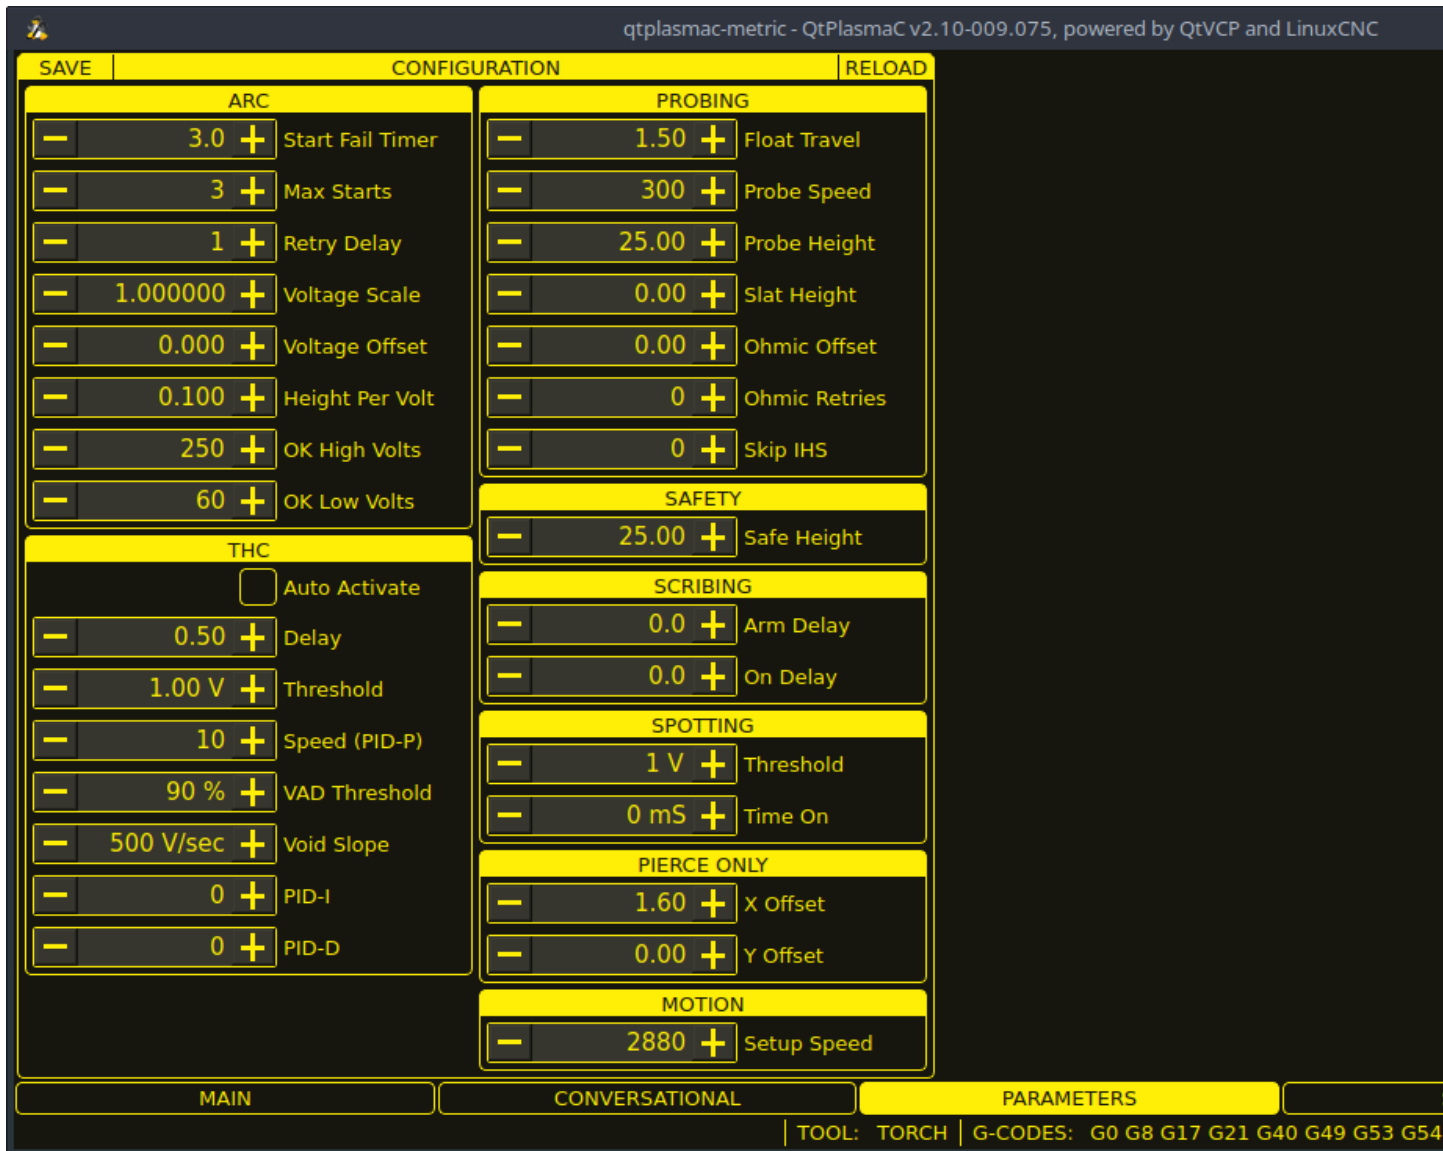 qtplasmac-metric - QtPlasmaC v2.10-009.075, powered by QtVCP and LinuxCNC
SAVE CONFIGURATION RELOAD
ARC
3.0 Start Fail Timer
3 Max Starts
1 Retry Delay
1.000000 Voltage Scale
0.000 Voltage Offset
0.100 Height Per Volt
250 OK High Volts
60 OK Low Volts
THC
Auto Activate
0.50 Delay
1.00 V Threshold
10 Speed (PID-P)
90 % VAD Threshold
500 V/sec Void Slope
0 PID-I
0 PID-D
PROBING
1.50 Float Travel
300 Probe Speed
25.00 Probe Height
0.00 Slat Height
0.00 Ohmic Offset
0 Ohmic Retries
0 Skip IHS
SAFETY
25.00 Safe Height
SCRIBING
0.0 Arm Delay
0.0 On Delay
SPOTTING
1 V Threshold
0 mS Time On
PIERCE ONLY
1.60 X Offset
0.00 Y Offset
MOTION
2880 Setup Speed
MAIN CONVERSATIONAL PARAMETERS
TOOL: TORCH G-CODES: G0 G8 G17 G21 G40 G49 G53 G54